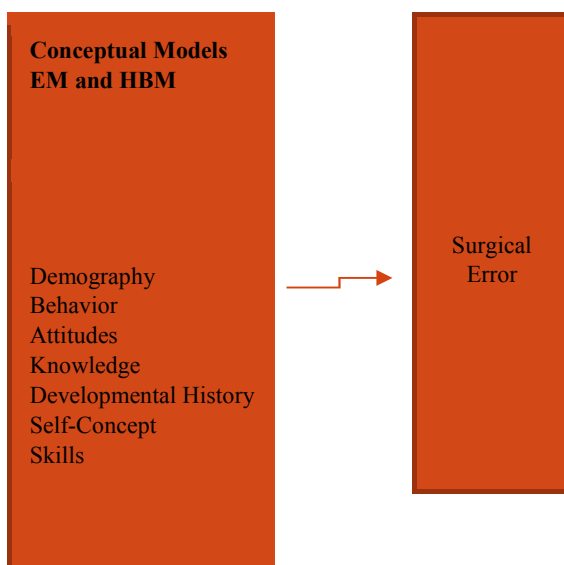 Conceptual Models
EM and HBM
Demography
Behavior
Attitudes
Knowledge
Developmental History
Self-Concept
Skills
Surgical
Error